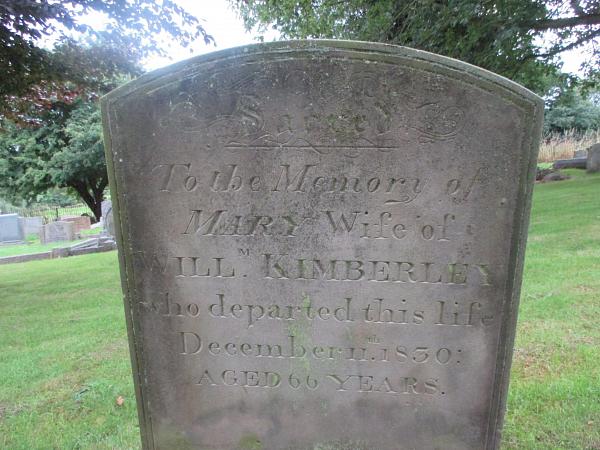 Sacred
To the Memory of
MARY Wife of
WILL.M KIMBERLEY
who departed this life
December 11th. 1830:
AGED 66 YEARS.